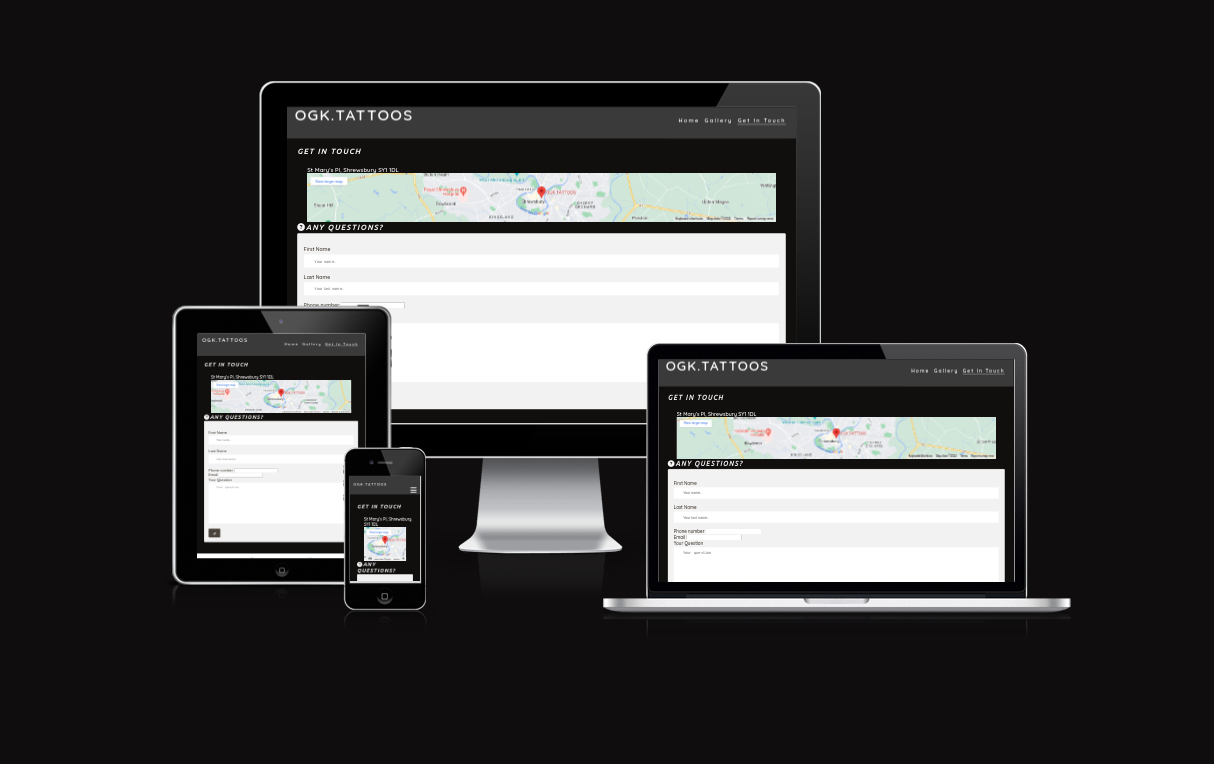 OGK.TATTOOS
Home Gallery Get In Touch
GET IN TOUCH
St Mary's Pl, Shrewsbury SY1 1DL
View larger map
OGK TATTOOS
Shrewsbury
ANY QUESTIONS?
First Name
Your name..
Last Name
Your last name..
Phone number
OGK.TATTOOS
Home Gallery Get In Touch
GET IN TOUCH
St Mary's Pl, Shrewsbury SY1 1DL
ANY QUESTIONS?
First Name
Last Name
Phone number
Email
Your Question
OGK.TATTOOS
GET IN TOUCH
St Mary's Pl, Shrewsbury
SY1 1DL
ANY
QUESTIONS?
OGK.TATTOOS
Home Gallery Get In Touch
GET IN TOUCH
St Mary's Pl, Shrewsbury SY1 1DL
View larger map
ANY QUESTIONS?
First Name
Your name..
Last Name
Your last name..
Phone number
Email
Your Question
Your question